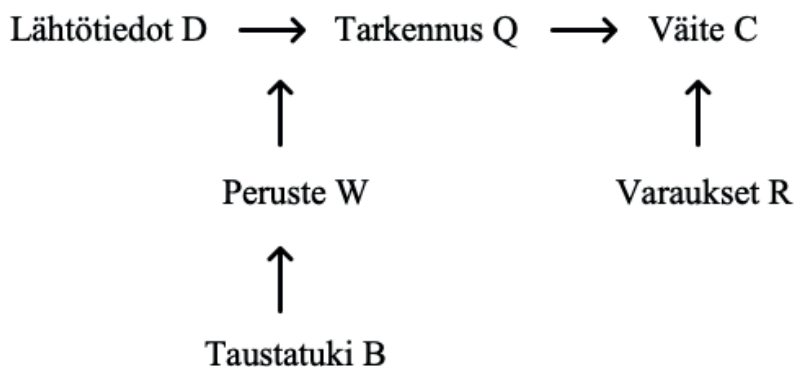 Lähtötiedot D Tarkennus Q Väite C
Peruste W Varaukset R
Taustatuki B